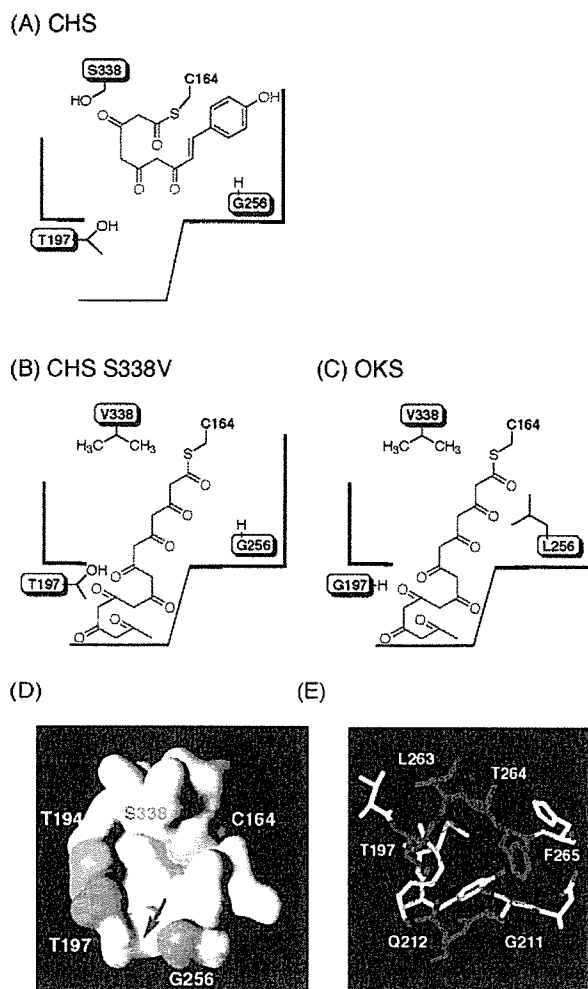 (A) CHS
S338
C164
HO
S
OH
O
O
O
O
H
G256
OH
T197
(B) CHS S338V
(C) OKS
V338
C164
H₃C
CH₃
S
O
O
O
H
G256
OH
T197
O
O
O
O
O
V338
C164
H₃C
CH₃
S
O
O
O
L256
G197
H
O
O
O
O
O
(D)
(E)
S338
T194
C164
T197
G256
L263
T264
T197
F265
Q212
G211